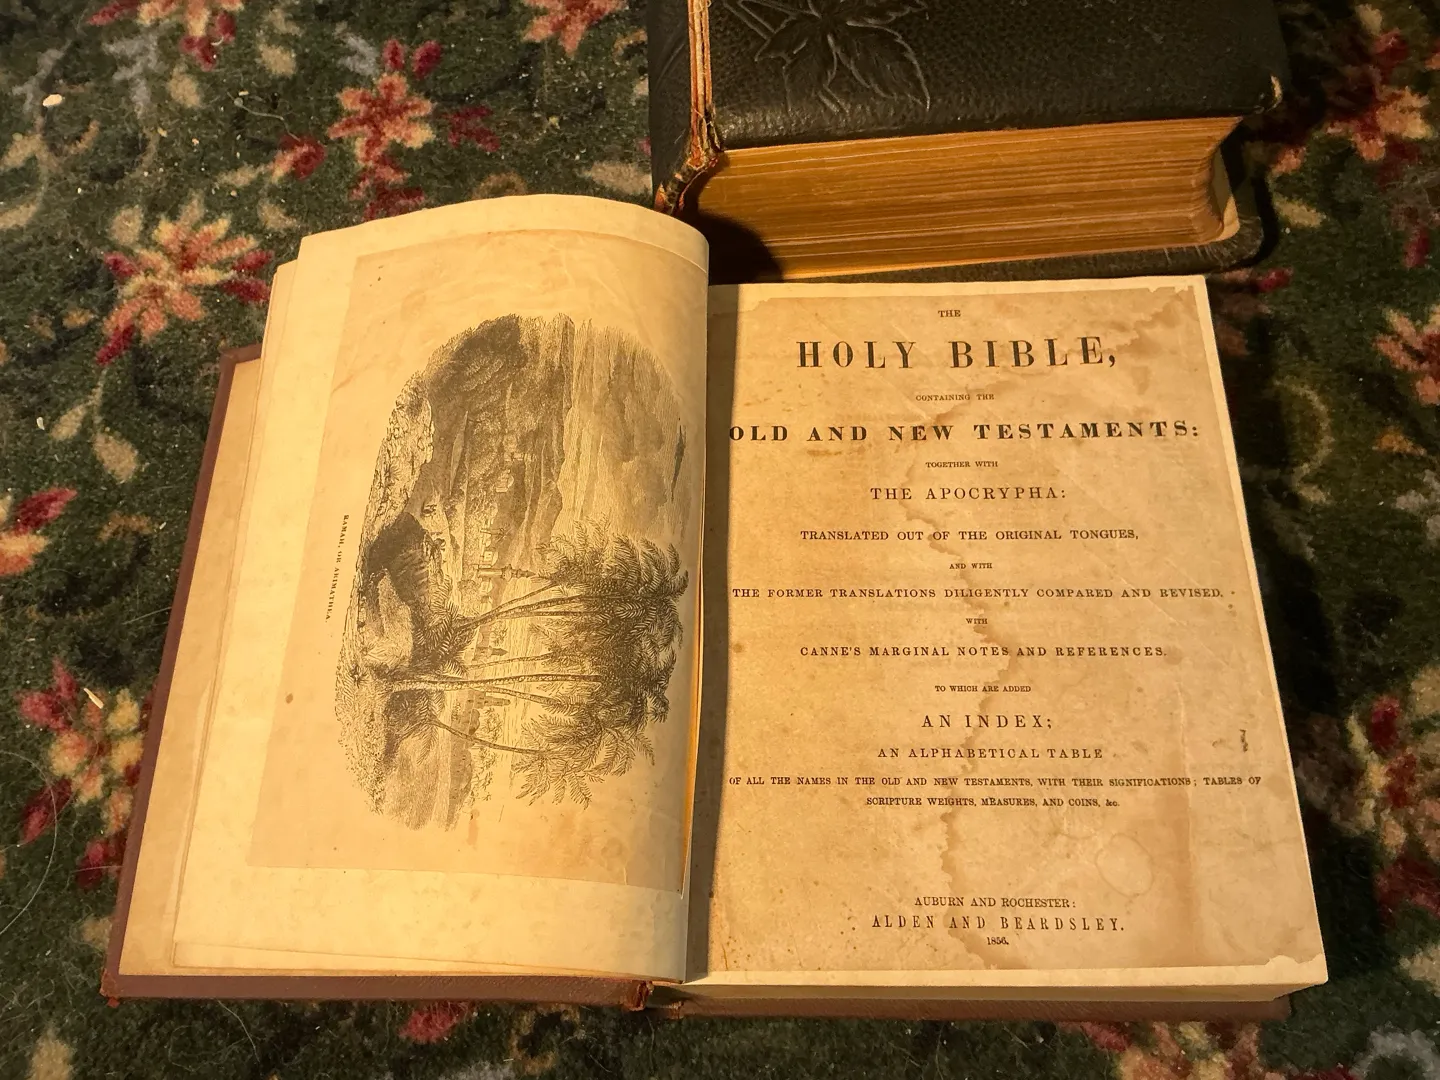 RAMAH, OR ARIMATHEA.
THE
HOLY BIBLE,
CONTAINING THE
OLD AND NEW TESTAMENTS:
TOGETHER WITH
THE APOCRYPHA:
TRANSLATED OUT OF THE ORIGINAL TONGUES,
AND WITH
THE FORMER TRANSLATIONS DILIGENTLY COMPARED AND REVISED.
WITH
CANNE'S MARGINAL NOTES AND REFERENCES.
TO WHICH ARE ADDED
AN INDEX;
AN ALPHABETICAL TABLE
OF ALL THE NAMES IN THE OLD AND NEW TESTAMENTS, WITH THEIR SIGNIFICATIONS; TABLES OF
SCRIPTURE WEIGHTS, MEASURES, AND COINS, &c.
AUBURN AND ROCHESTER:
ALDEN AND BEARDSLEY.
1856.